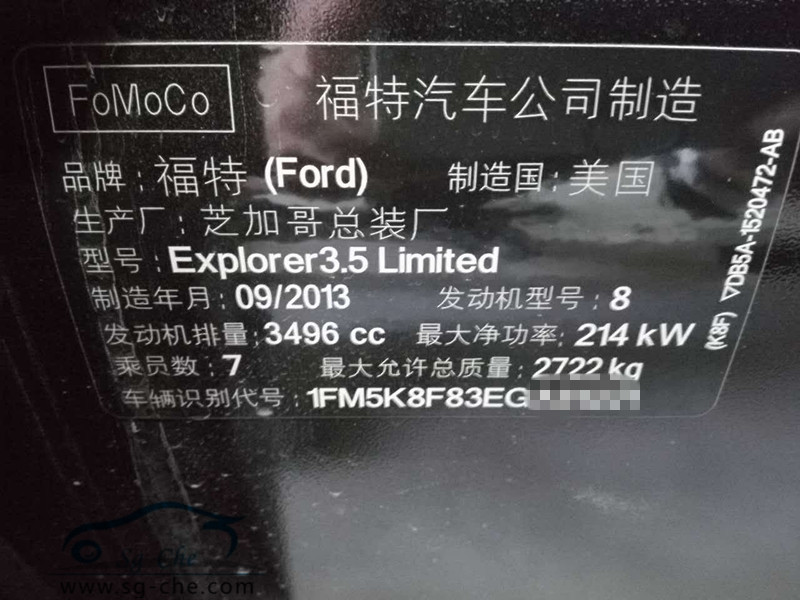 FoMoCo 福特汽车公司制造
品牌：福特 (Ford) 制造国：美国
生产厂：芝加哥总装厂
型号：Explorer3.5 Limited
制造年月：09/2013 发动机型号：8
发动机排量：3496 cc 最大净功率：214 kW
乘员数：7 最大允许总质量：2722 kg
车辆识别代号：1FM5K8F83EG
(K8F) ▽DB5A-1520472-AB
Sg-Che
www.sg-che.com